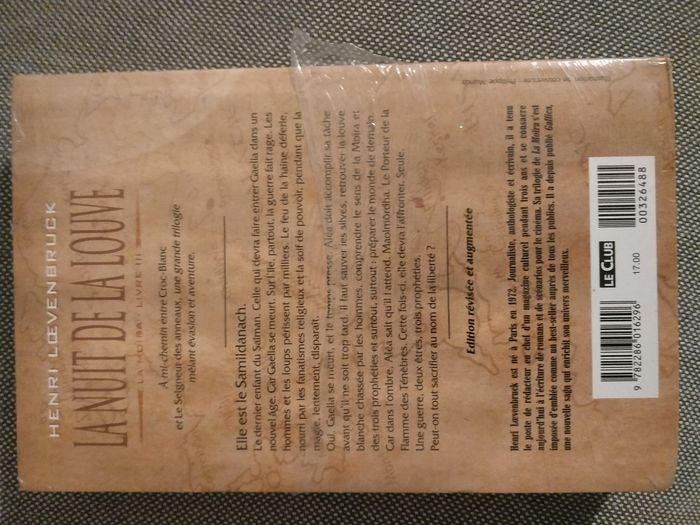 HENRI LŒVENBRUCK
LA NUIT DE LA LOUVE
LA MOIRA, LIVRE III
À mi-chemin entre Croc-Blanc
et Le Seigneur des anneaux, une grande trilogie
mêlant évasion et aventure.
Elle est le Samildanach.
Le dernier enfant du Saîman. Celle qui devra faire entrer Gaelia dans un
nouvel Âge. Car Gaelia se meurt. Sur l'île, partout, la guerre fait rage. Les
hommes et les loups périssent par milliers. Le feu de la haine déferle,
nourri par les fanatismes religieux et la soif de pouvoir, pendant que la
magie, lentement, disparaît.
Oui, Gaelia se meurt, et le temps presse. Aléa doit accomplir sa tâche
avant qu'il ne soit trop tard. Il faut sauver les silves, retrouver la louve
blanche chassée par les hommes, comprendre le sens de la Moïra et
des trois prophéties et surtout, surtout : préparer le monde de demain.
Car dans l'ombre, Aléa sait qu'il l'attend. Maolmòrdha. Le Porteur de la
Flamme des Ténèbres. Cette fois-ci, elle devra l'affronter. Seule.
Une guerre, deux êtres, trois prophéties.
Peut-on tout sacrifier au nom de la liberté ?
Edition révisée et augmentée
Henri Lœvenbruck est né à Paris en 1972. Journaliste, anthologiste et écrivain, il a tenu
le poste de rédacteur en chef d'un magazine culturel pendant trois ans et se consacre
aujourd'hui à l'écriture de romans et de scénarios pour le cinéma. Sa trilogie de La Moïra s'est
imposée d'emblée comme un best-seller auprès de tous les publics. Il a depuis publié Gallica,
une nouvelle saga qui enrichit son univers merveilleux.
Illustration de couverture : Philippe Munch
9 782286 016296
LE CLUB
17.00
00326488